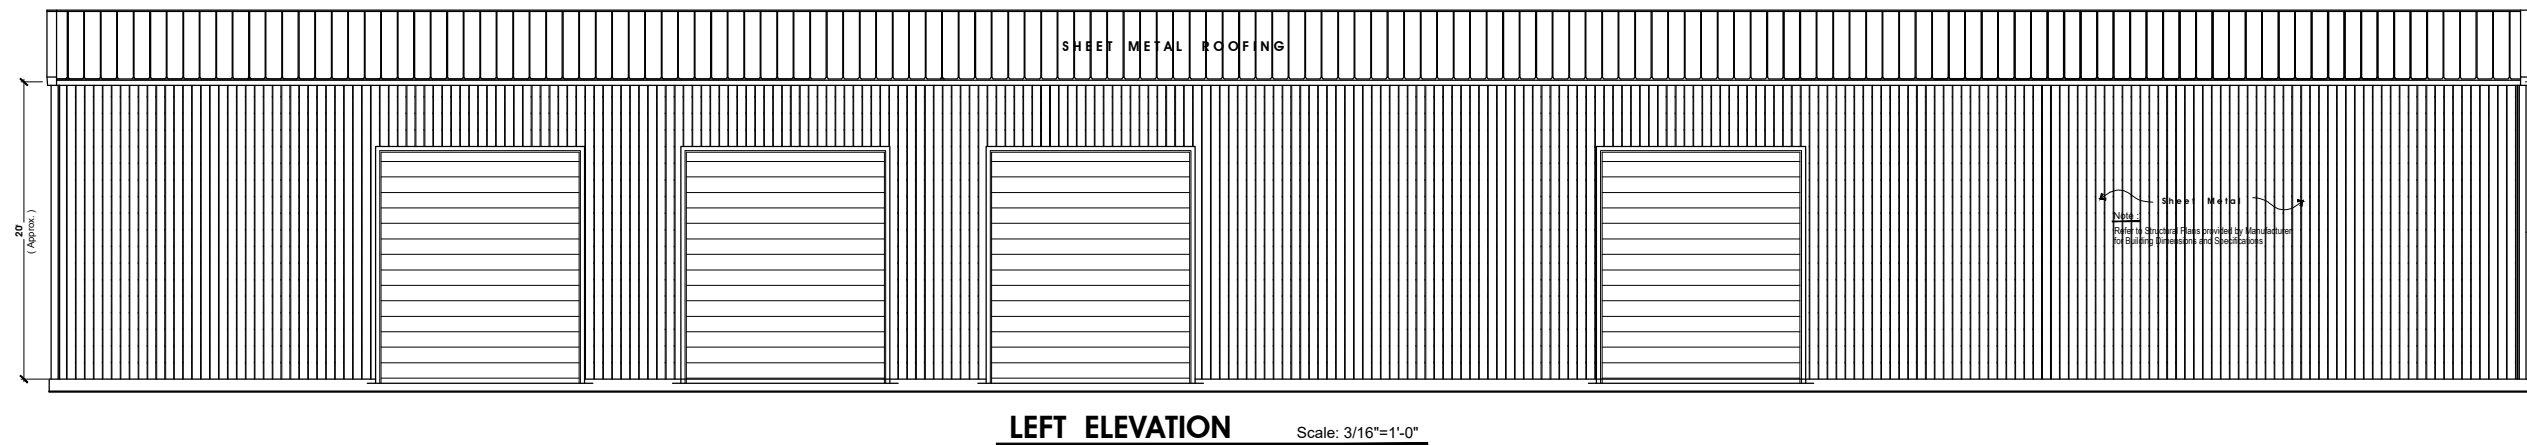 SHEET METAL ROOFING
20'
( Approx. )
Sheet Metal
Note :
Refer to Structural Plans provided by Manufacturer
for Building Dimensions and Specifications
LEFT ELEVATION
Scale: 3/16"=1'-0"